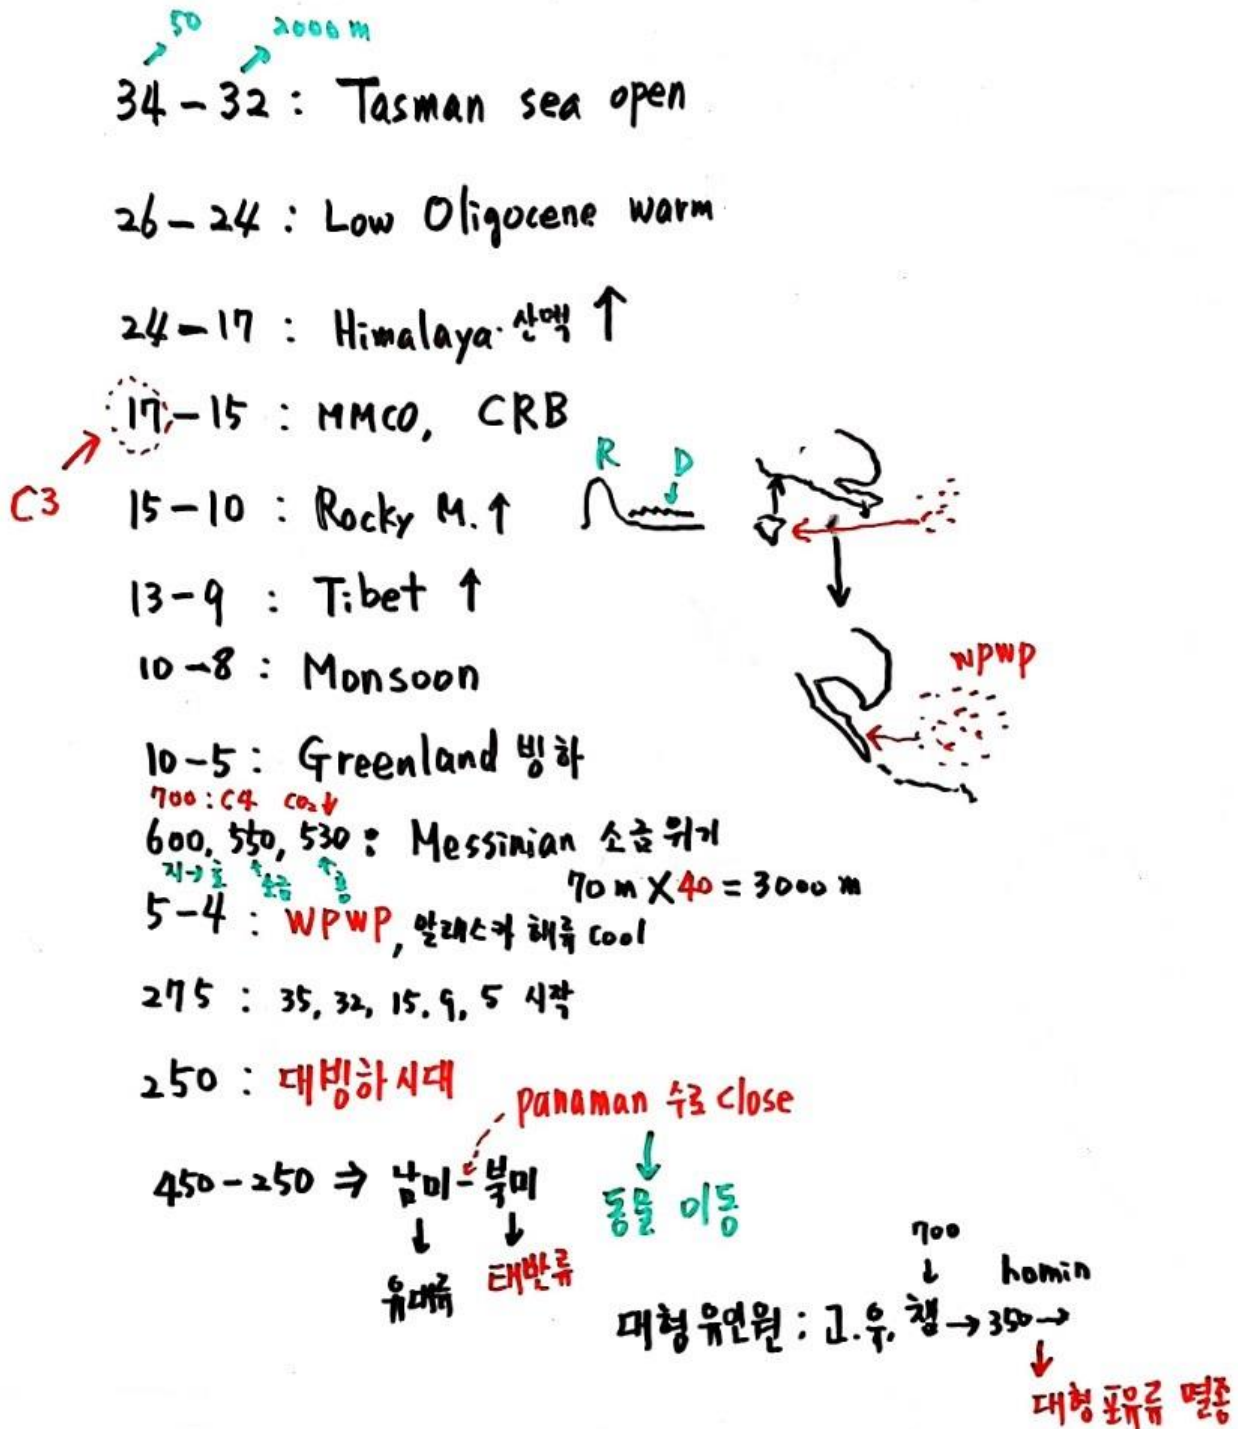 50 2000 m
34 - 32 : Tasman sea open
26 - 24 : Low Oligocene warm
24 - 17 : Himalaya 산맥 ↑
17 - 15 : MMCO, CRB
C3
R D
15 - 10 : Rocky M. ↑
13 - 9 : Tibet ↑
10 - 8 : Monsoon
WPWP
10 - 5 : Greenland 빙하
700 : C4 CO₂↓
600, 550, 530 : Messinian 소금위기
소금
70 m × 40 = 3000 m
5 - 4 : WPWP, 알래스카 해류 cool
275 : 35, 32, 15. 9, 5 시작
250 : 대빙하시대
panaman 수로 close
450 - 250 ⇒ 남미 - 북미
동물 이동
유대류 태반류
700
homin
대형유인원 : 고. 우. 침 → 350 →
대형 포유류 멸종